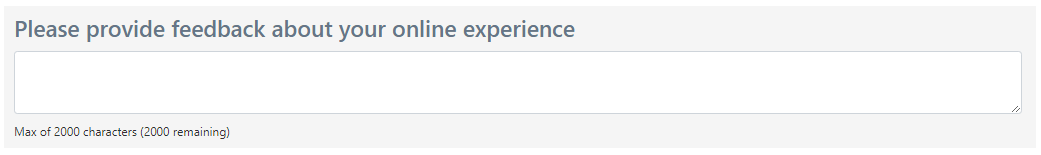 Please provide feedback about your online experience
Max of 2000 characters (2000 remaining)